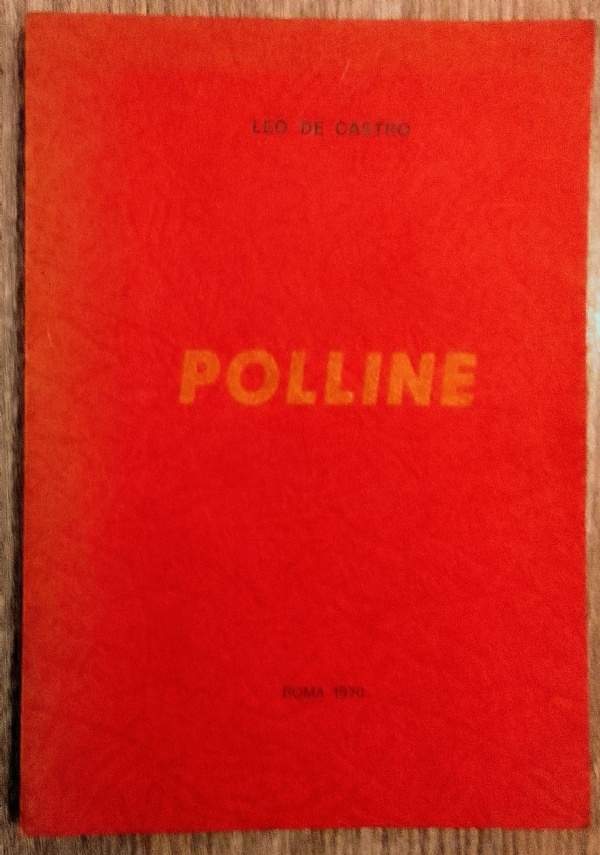 LEO DE CASTRO
POLLINE
ROMA 1970